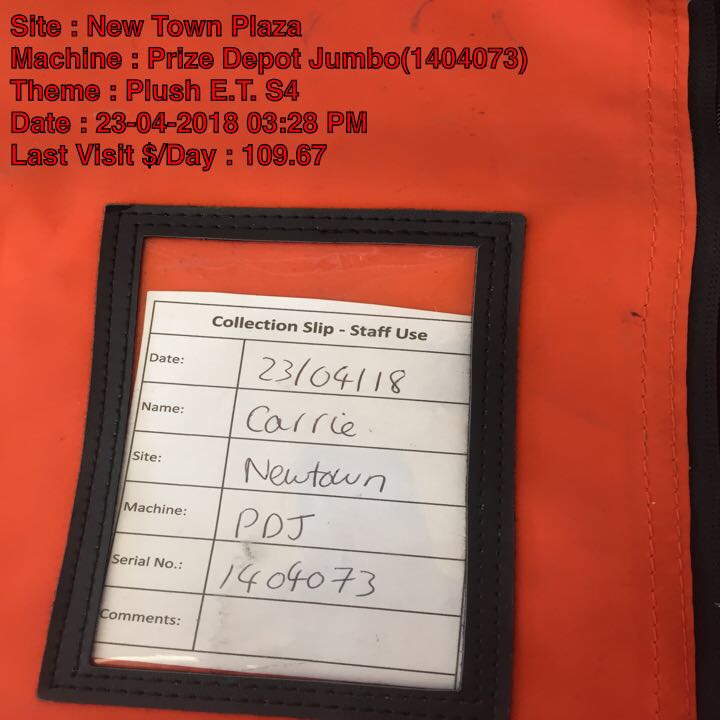 Site : New Town Plaza
Machine : Prize Depot Jumbo(1404073)
Theme : Plush E.T. S4
Date : 23-04-2018 03:28 PM
Last Visit $/Day : 109.67
Collection Slip - Staff Use
Date: 23/04/18
Name: Carrie
Site: Newtown
Machine: PDJ
Serial No.: 1404073
Comments: